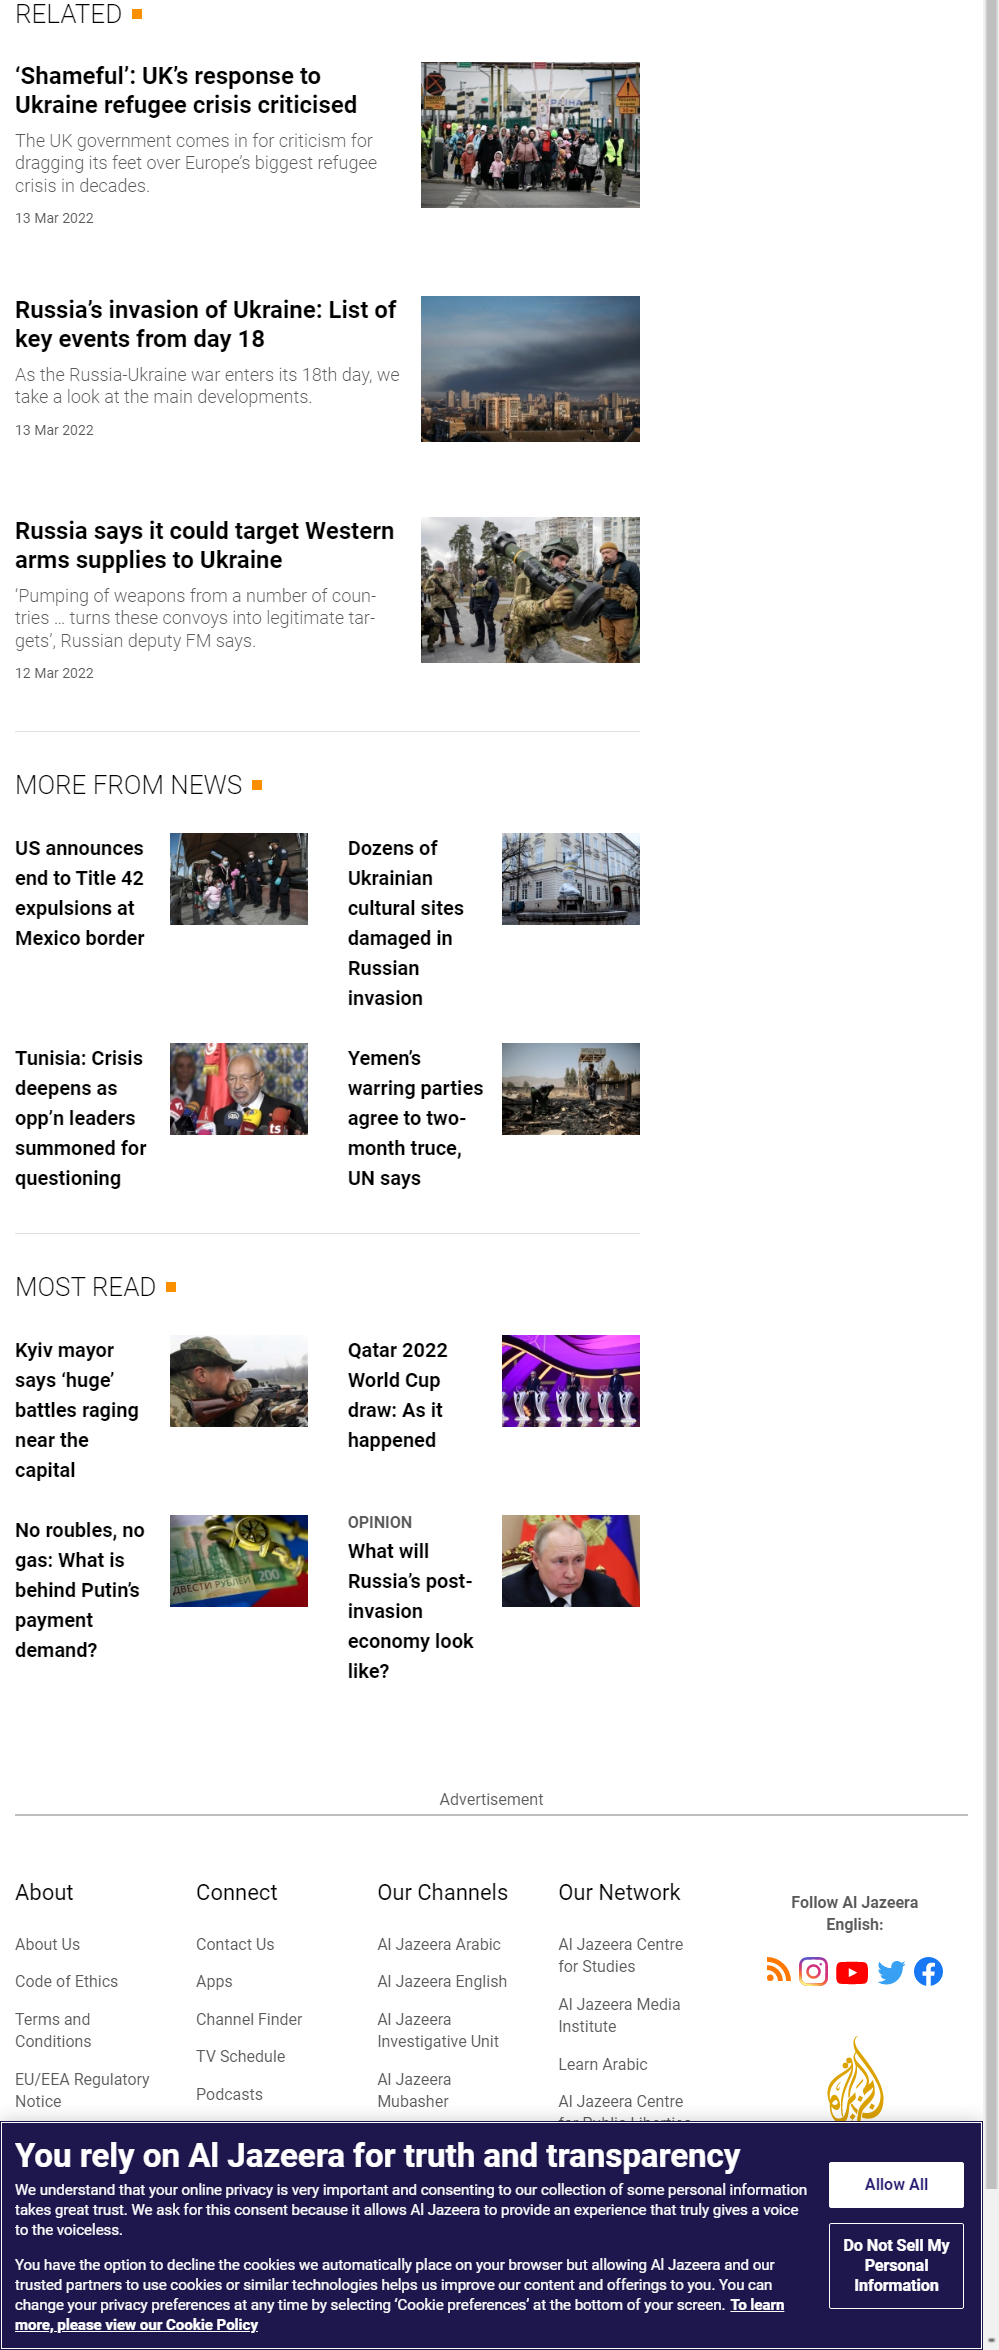 RELATED
‘Shameful’: UK’s response to
Ukraine refugee crisis criticised
The UK government comes in for criticism for
dragging its feet over Europe’s biggest refugee
crisis in decades.
13 Mar 2022
Russia’s invasion of Ukraine: List of
key events from day 18
As the Russia-Ukraine war enters its 18th day, we
take a look at the main developments.
13 Mar 2022
Russia says it could target Western
arms supplies to Ukraine
‘Pumping of weapons from a number of coun-
tries … turns these convoys into legitimate tar-
gets’, Russian deputy FM says.
12 Mar 2022
MORE FROM NEWS
US announces
end to Title 42
expulsions at
Mexico border
Dozens of
Ukrainian
cultural sites
damaged in
Russian
invasion
Tunisia: Crisis
deepens as
opp’n leaders
summoned for
questioning
Yemen’s
warring parties
agree to two-
month truce,
UN says
MOST READ
Kyiv mayor
says ‘huge’
battles raging
near the
capital
Qatar 2022
World Cup
draw: As it
happened
No roubles, no
gas: What is
behind Putin’s
payment
demand?
ДВЕСТИ РУБЛЕЙ 200
OPINION
What will
Russia’s post-
invasion
economy look
like?
Advertisement
About
About Us
Code of Ethics
Terms and
Conditions
EU/EEA Regulatory
Notice
Connect
Contact Us
Apps
Channel Finder
TV Schedule
Podcasts
Our Channels
Al Jazeera Arabic
Al Jazeera English
Al Jazeera
Investigative Unit
Al Jazeera
Mubasher
Our Network
Al Jazeera Centre
for Studies
Al Jazeera Media
Institute
Learn Arabic
Al Jazeera Centre
for Public Liberties
Follow Al Jazeera
English:
You rely on Al Jazeera for truth and transparency
We understand that your online privacy is very important and consenting to our collection of some personal information
takes great trust. We ask for this consent because it allows Al Jazeera to provide an experience that truly gives a voice
to the voiceless.
You have the option to decline the cookies we automatically place on your browser but allowing Al Jazeera and our
trusted partners to use cookies or similar technologies helps us improve our content and offerings to you. You can
change your privacy preferences at any time by selecting ‘Cookie preferences’ at the bottom of your screen. To learn
more, please view our Cookie Policy
Allow All
Do Not Sell My
Personal
Information